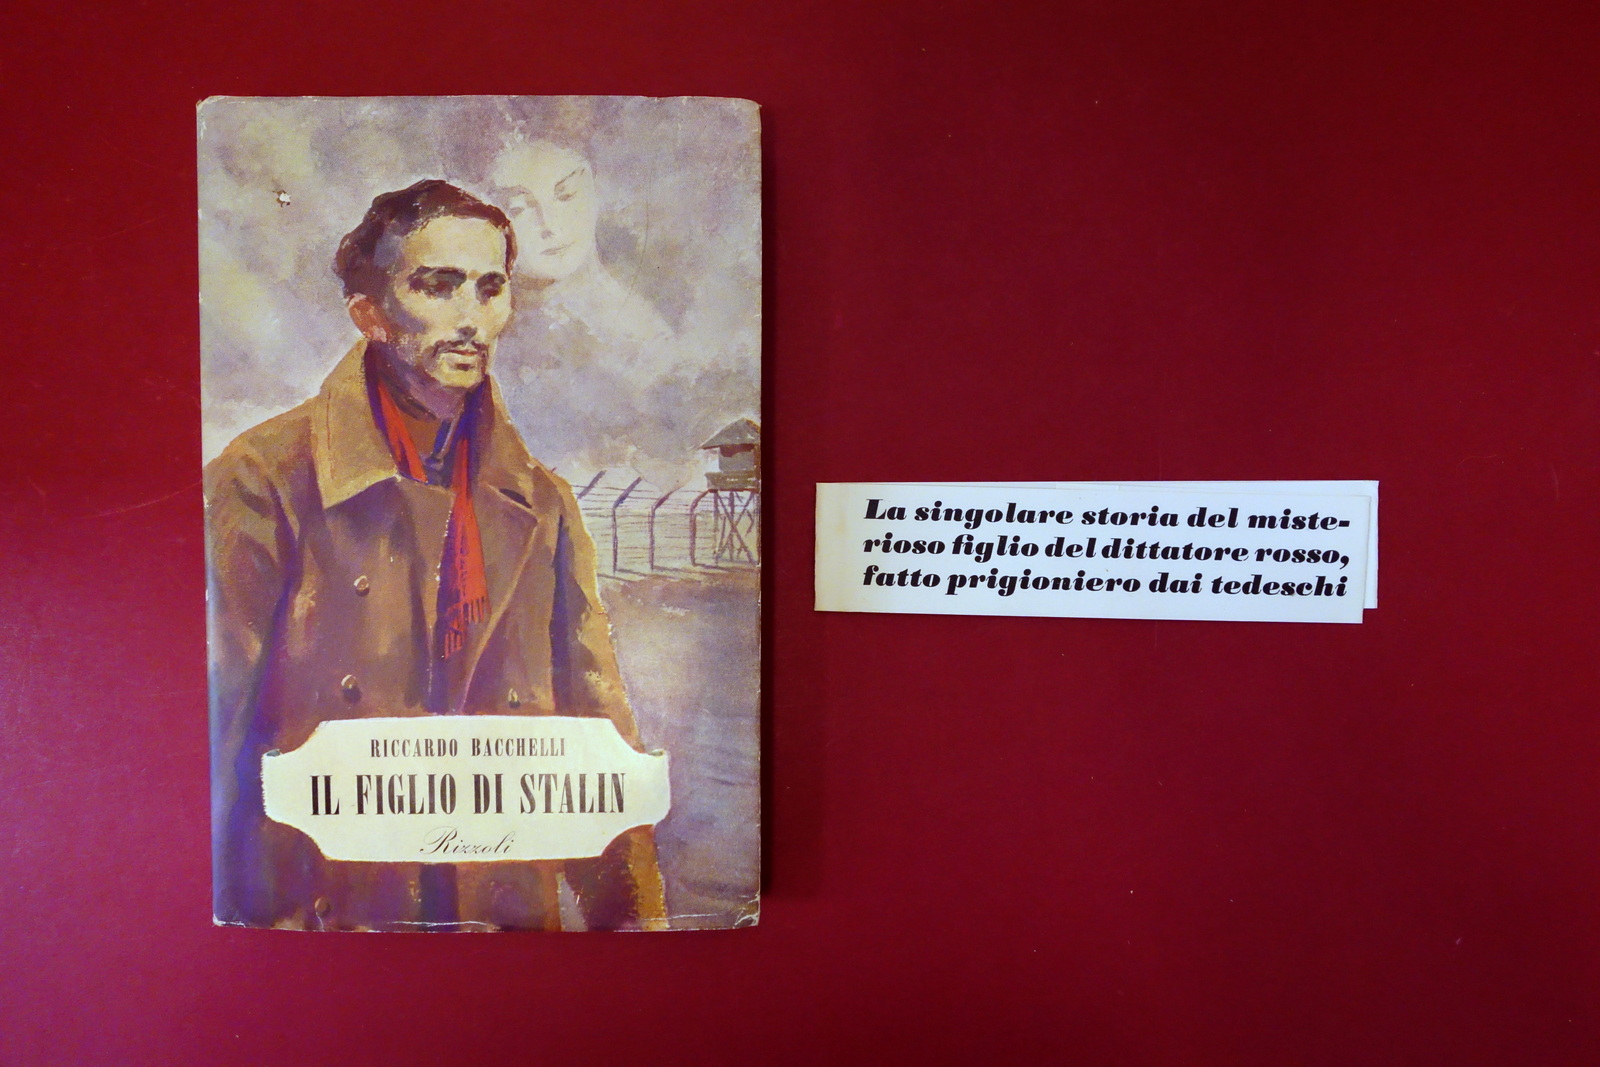 RICCARDO BACCHELLI
IL FIGLIO DI STALIN
Rizzoli
La singolare storia del miste-
rioso figlio del dittatore rosso,
fatto prigioniero dai tedeschi